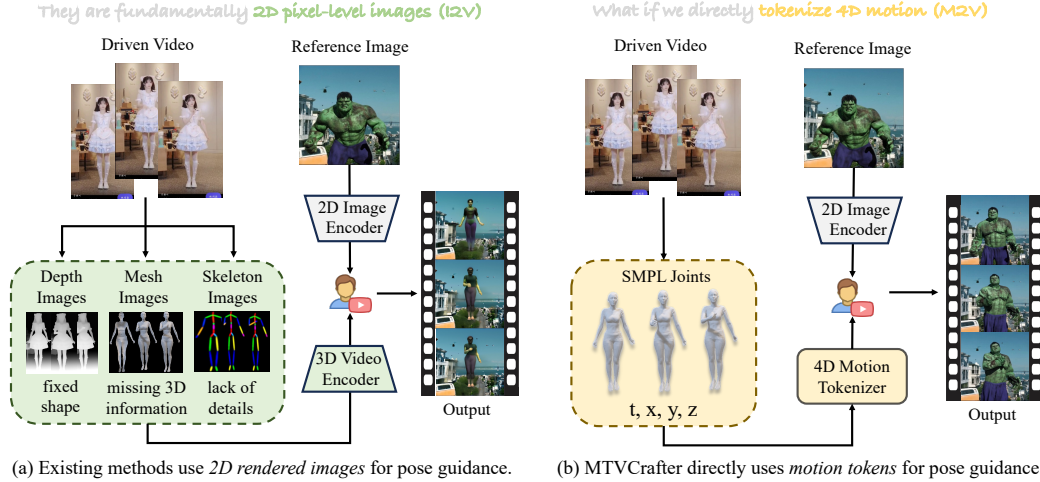 They are fundamentally 2D pixel-level images (I2V)
Driven Video
Reference Image
2D Image
Encoder
Depth
Images
Mesh
Images
Skeleton
Images
fixed
shape
missing 3D
information
lack of
details
3D Video
Encoder
Output
(a) Existing methods use 2D rendered images for pose guidance.
What if we directly tokenize 4D motion (M2V)
Driven Video
Reference Image
2D Image
Encoder
SMPL Joints
t, x, y, z
4D Motion
Tokenizer
Output
(b) MTVCrafter directly uses motion tokens for pose guidance